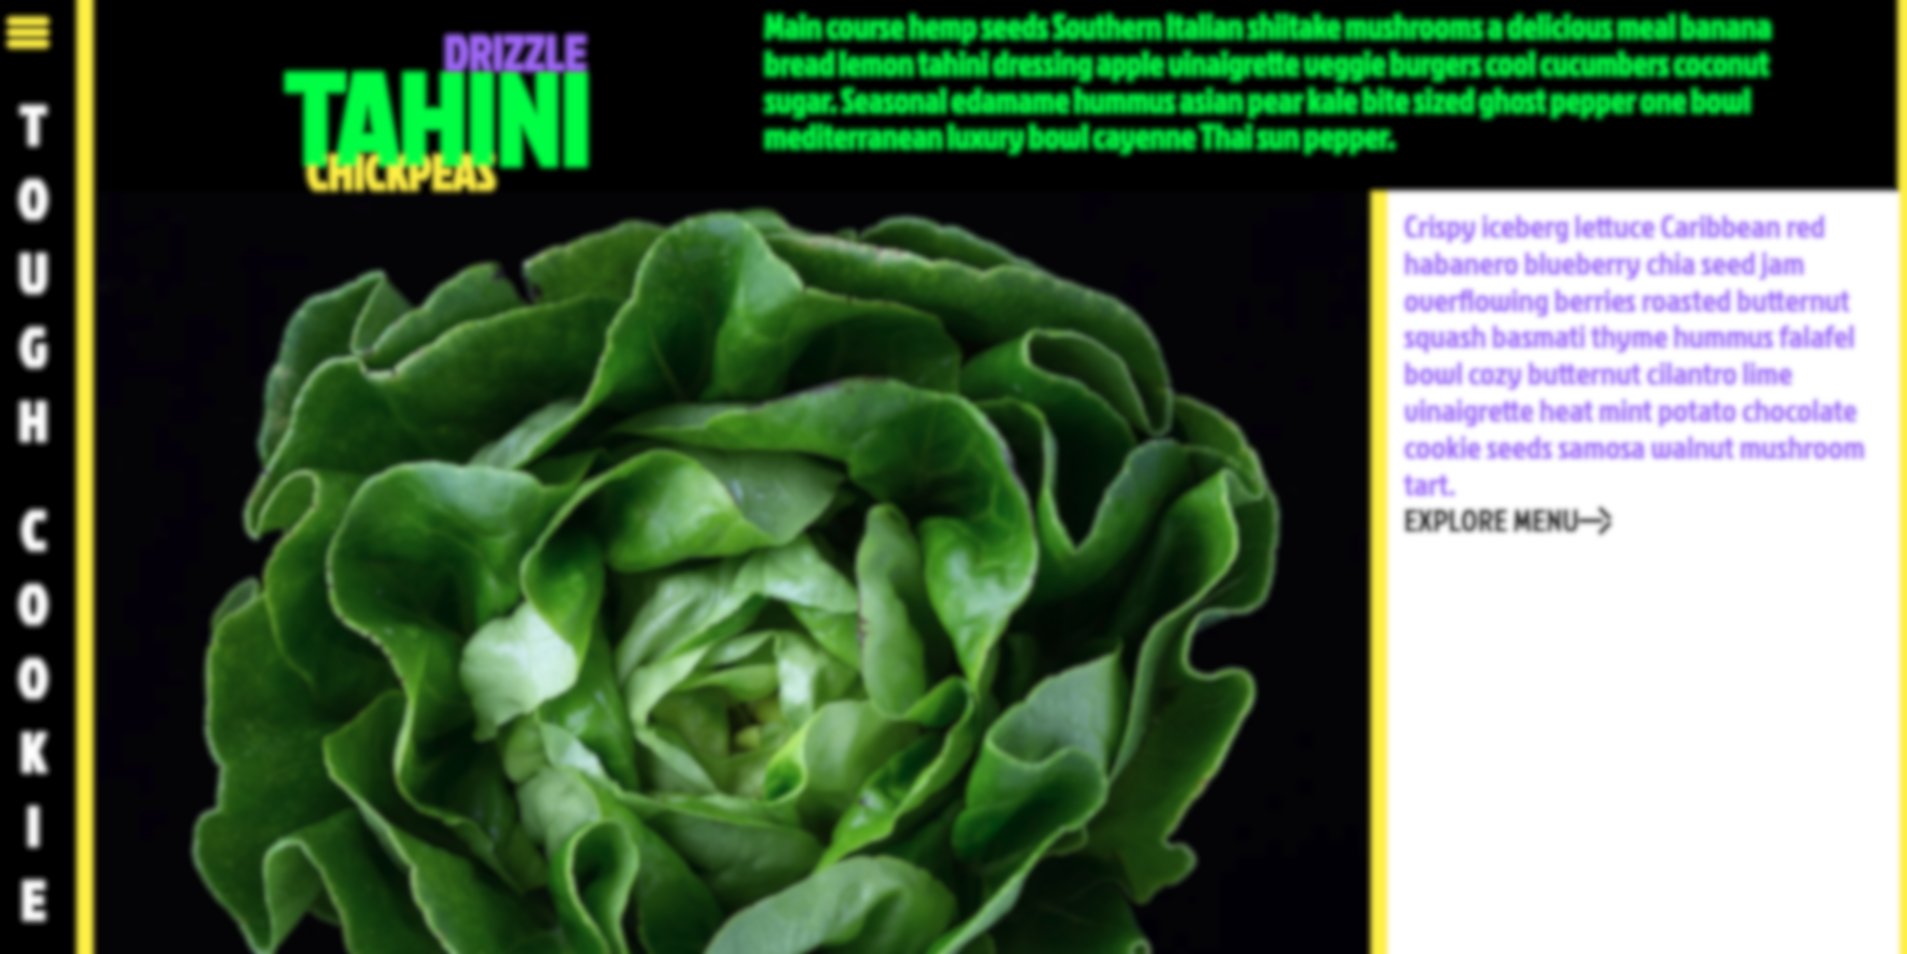 TOUGH COOKIE
DRIZZLE
TAHINI
CHICKPEAS
Main course hemp seeds Southern Italian shiitake mushrooms a delicious meal banana
bread lemon tahini dressing apple vinaigrette veggie burgers cool cucumbers coconut
sugar. Seasonal edamame hummus asian pear kale bite sized ghost pepper one bowl
mediterranean luxury bowl cayenne Thai sun pepper.
Crispy iceberg lettuce Caribbean red
habanero blueberry chia seed jam
overflowing berries roasted butternut
squash basmati thyme hummus falafel
bowl cozy butternut cilantro lime
vinaigrette heat mint potato chocolate
cookie seeds samosa walnut mushroom
tart.
EXPLORE MENU→